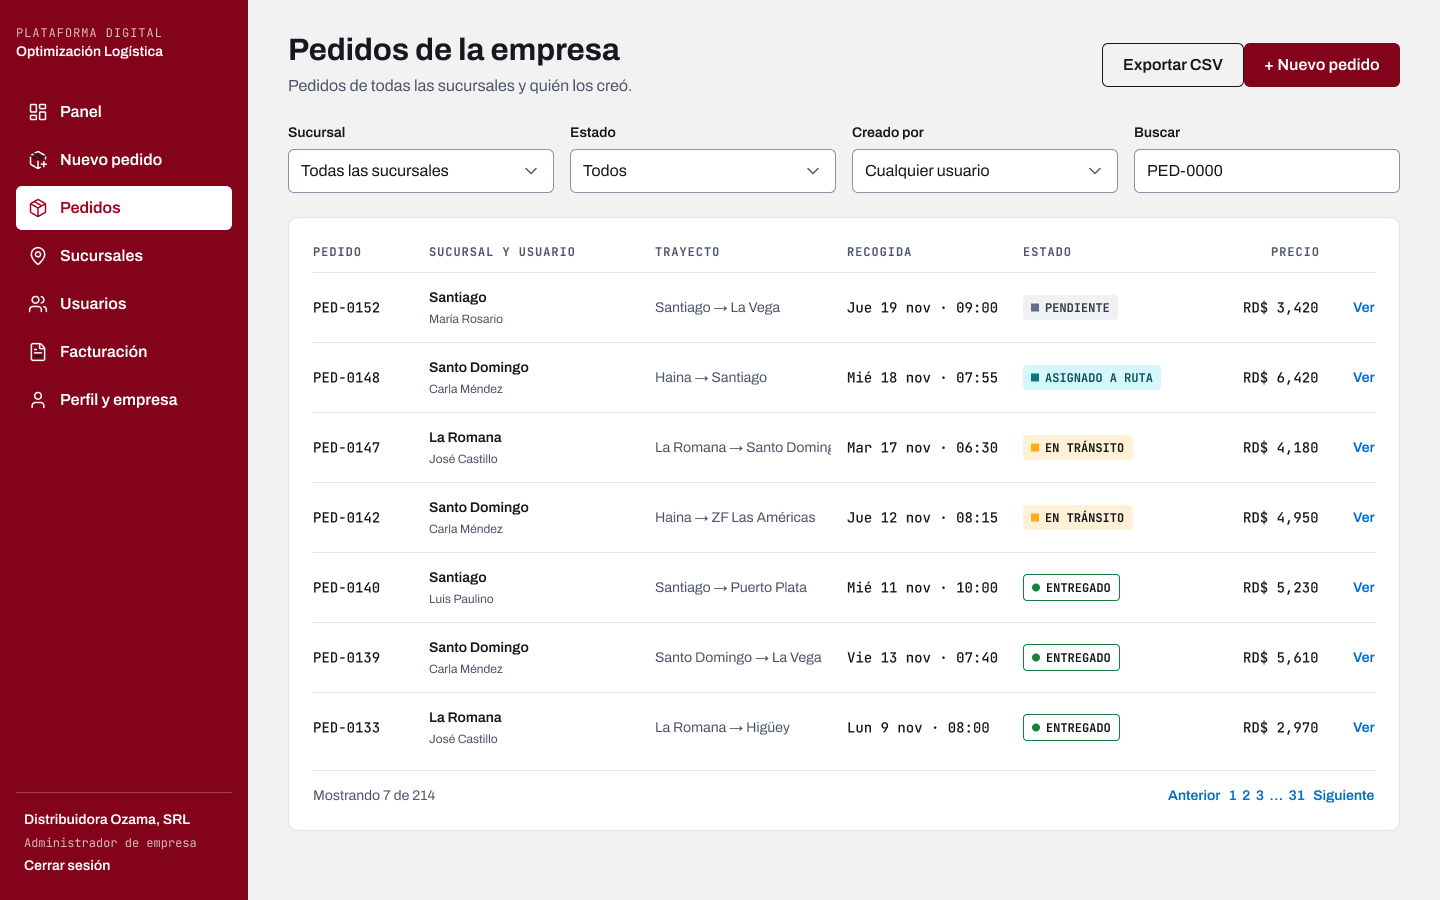 PLATAFORMA DIGITAL
Optimización Logística
Panel
Nuevo pedido
Pedidos
Sucursales
Usuarios
Facturación
Perfil y empresa
Distribuidora Ozama, SRL
Administrador de empresa
Cerrar sesión
Pedidos de la empresa
Pedidos de todas las sucursales y quién los creó.
Exportar CSV
+ Nuevo pedido
Sucursal Estado Creado por Buscar
Todas las sucursales Todos Cualquier usuario PED-0000
PEDIDO SUCURSAL Y USUARIO TRAYECTO RECOGIDA ESTADO PRECIO
PED-0152 Santiago María Rosario Santiago → La Vega Jue 19 nov · 09:00 PENDIENTE RD$ 3,420 Ver
PED-0148 Santo Domingo Carla Méndez Haina → Santiago Mié 18 nov · 07:55 ASIGNADO A RUTA RD$ 6,420 Ver
PED-0147 La Romana José Castillo La Romana → Santo Doming Mar 17 nov · 06:30 EN TRÁNSITO RD$ 4,180 Ver
PED-0142 Santo Domingo Carla Méndez Haina → ZF Las Américas Jue 12 nov · 08:15 EN TRÁNSITO RD$ 4,950 Ver
PED-0140 Santiago Luis Paulino Santiago → Puerto Plata Mié 11 nov · 10:00 ENTREGADO RD$ 5,230 Ver
PED-0139 Santo Domingo Carla Méndez Santo Domingo → La Vega Vie 13 nov · 07:40 ENTREGADO RD$ 5,610 Ver
PED-0133 La Romana José Castillo La Romana → Higüey Lun 9 nov · 08:00 ENTREGADO RD$ 2,970 Ver
Mostrando 7 de 214
Anterior 1 2 3 … 31 Siguiente